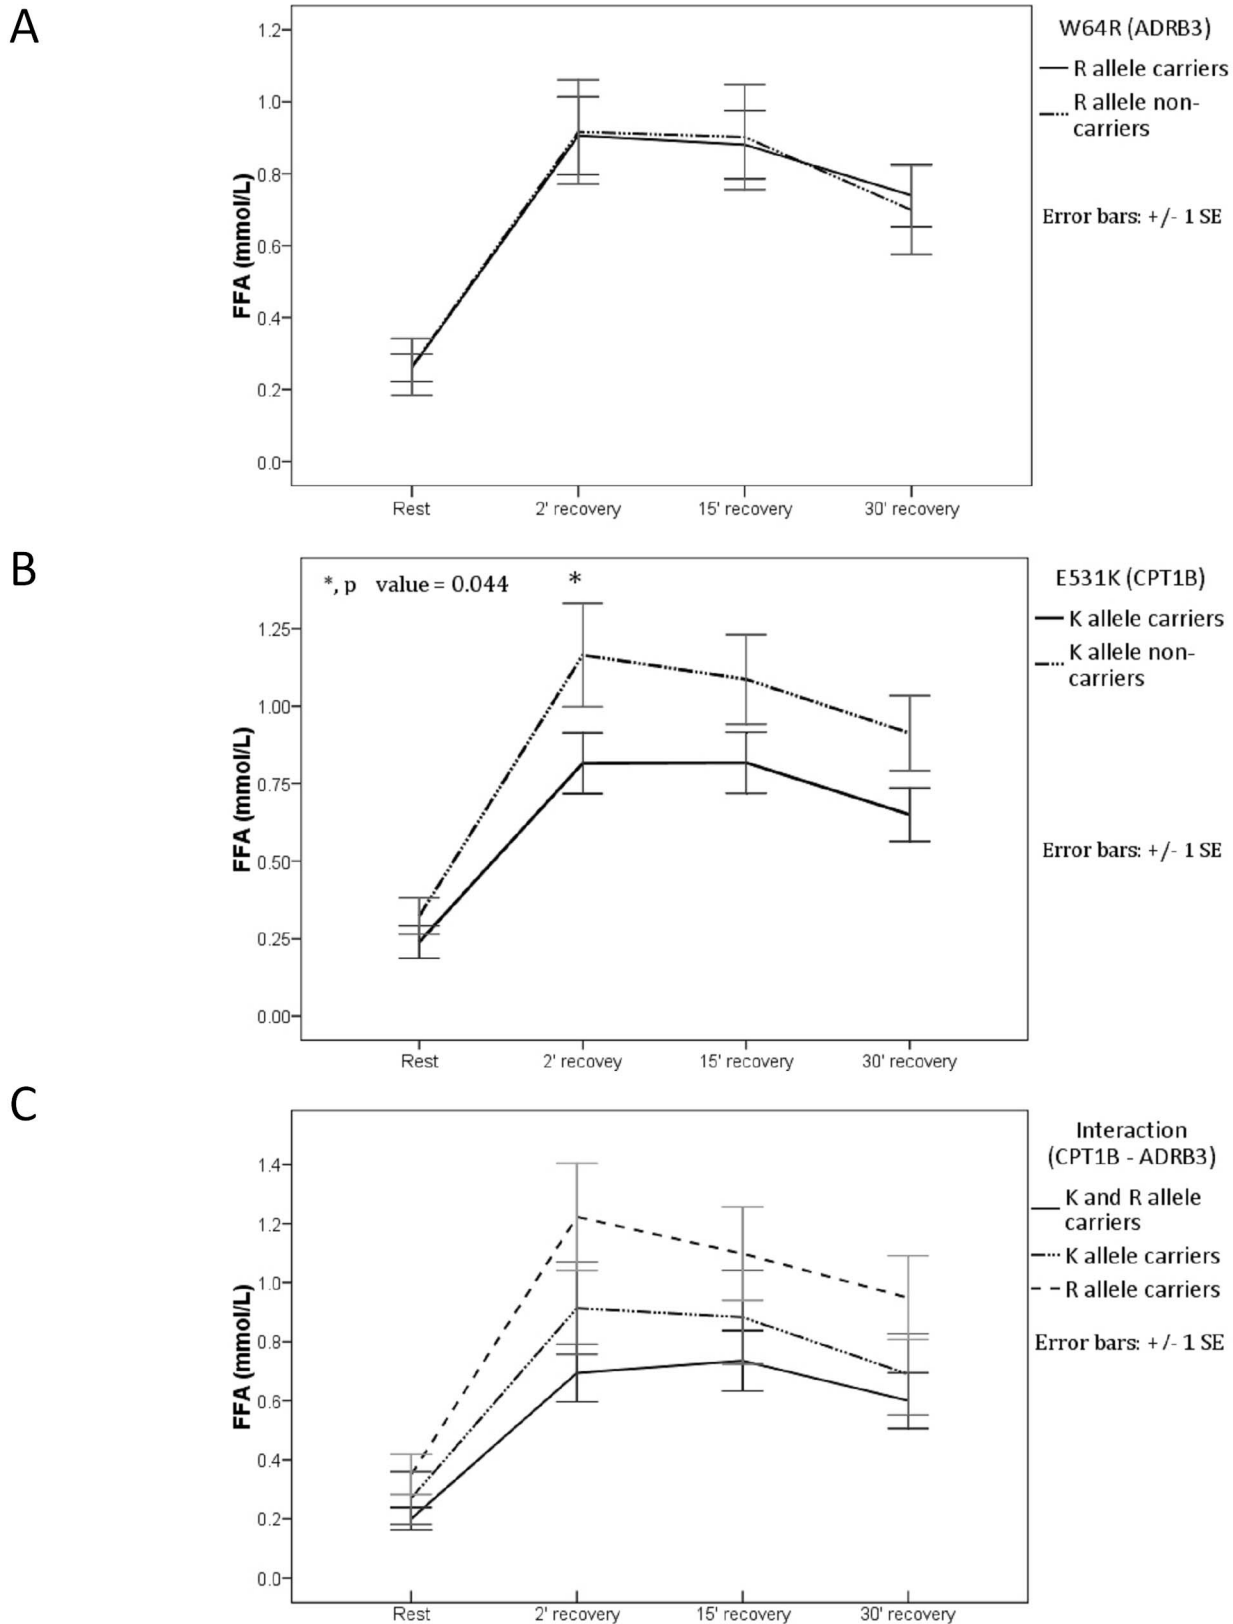 A
W64R (ADRB3)
R allele carriers
R allele non-
carriers
Error bars: +/- 1 SE
FFA (mmol/L)
1.2
1.0
0.8
0.6
0.4
0.2
0.0
Rest
2' recovery
15' recovery
30' recovery
B
*, p value = 0.044
*
E531K (CPT1B)
K allele carriers
K allele non-
carriers
Error bars: +/- 1 SE
FFA (mmol/L)
1.25
1.00
0.75
0.50
0.25
0.00
Rest
2' recovey
15' recovery
30' recovery
C
Interaction
(CPT1B - ADRB3)
K and R allele
carriers
K allele carriers
R allele carriers
Error bars: +/- 1 SE
FFA (mmol/L)
1.4
1.2
1.0
0.8
0.6
0.4
0.2
0.0
Rest
2' recovery
15' recovery
30' recovery